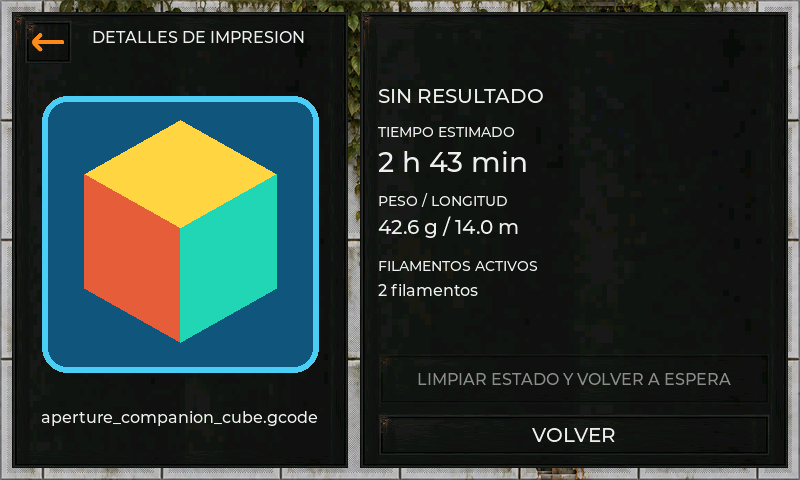 DETALLES DE IMPRESION
aperture_companion_cube.gcode
SIN RESULTADO
TIEMPO ESTIMADO
2 h 43 min
PESO / LONGITUD
42.6 g / 14.0 m
FILAMENTOS ACTIVOS
2 filamentos
LIMPIAR ESTADO Y VOLVER A ESPERA
VOLVER